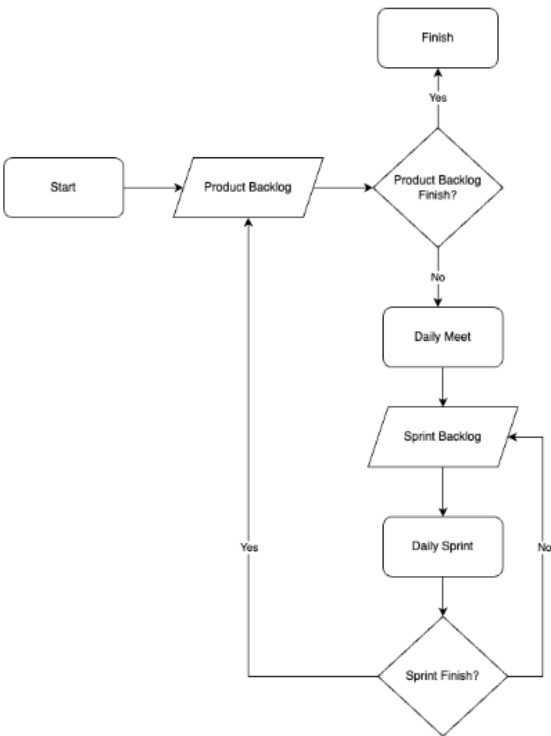 Finish
Yes
Start
Product Backlog
Product Backlog
Finish?
No
Daily Meet
Sprint Backlog
Daily Sprint
Yes
No
Sprint Finish?